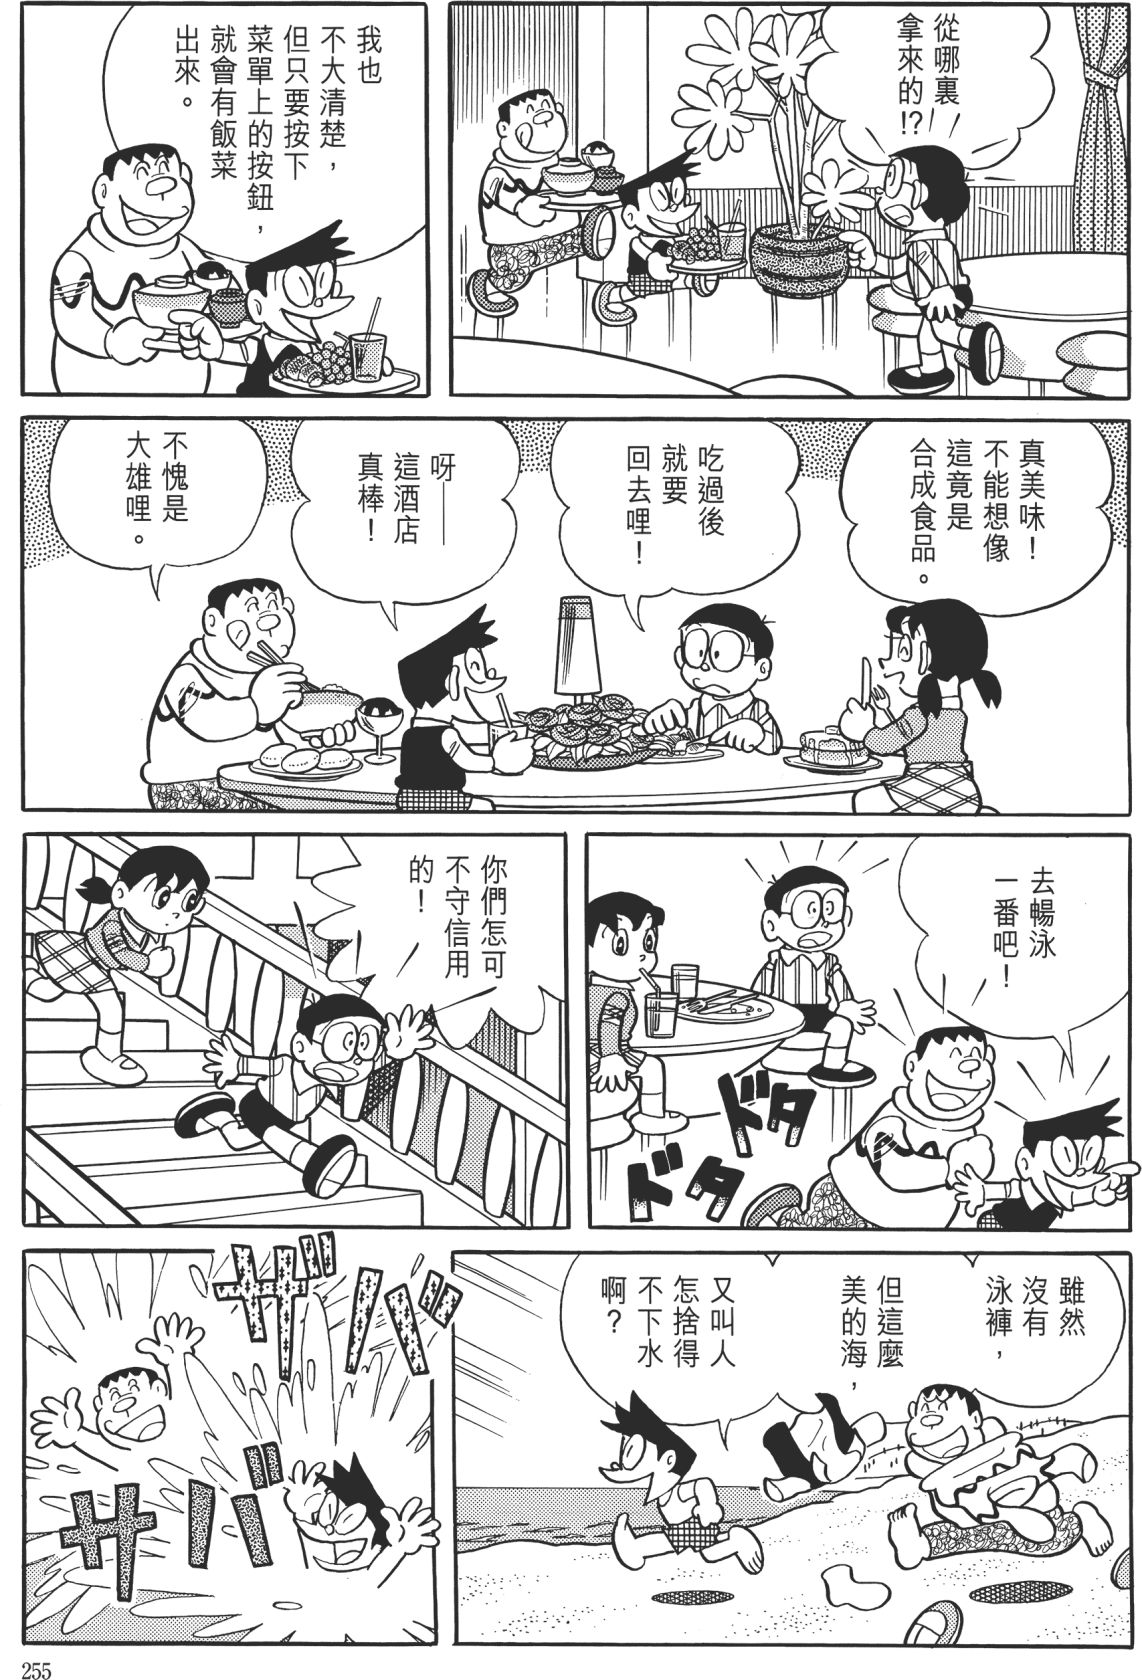 從哪裏
拿來的!?
我也
不大清楚，
但只要按下
菜單上的按鈕，
就會有飯菜
出來。
真美味！
不能想像
這竟是
合成食品。
吃過後
就要
回去哩！
呀——
這酒店
真棒！
不愧是
大雄哩。
去暢泳
一番吧！
ドタ
ドタ
你們怎可
不守信用
的！
雖然
沒有
泳褲，
但這麼
美的海，
又叫人
怎捨得
不下水
啊？
ザバ
ザバ
255